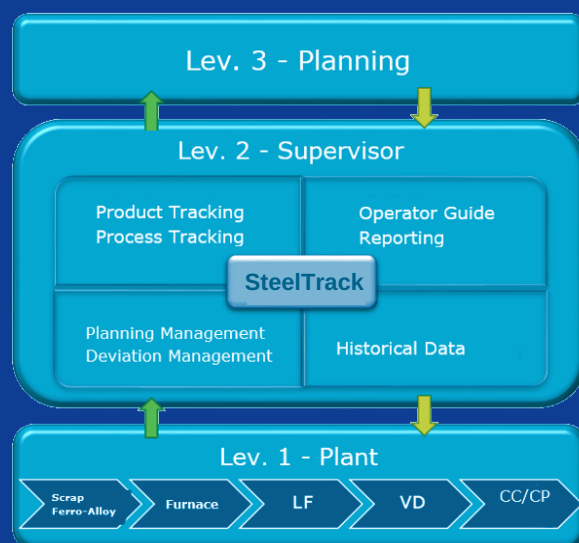 Lev. 3 - Planning
Lev. 2 - Supervisor
Product Tracking
Process Tracking
Operator Guide
Reporting
SteelTrack
Planning Management
Deviation Management
Historical Data
Lev. 1 - Plant
Scrap
Ferro-Alloy
Furnace
LF
VD
CC/CP